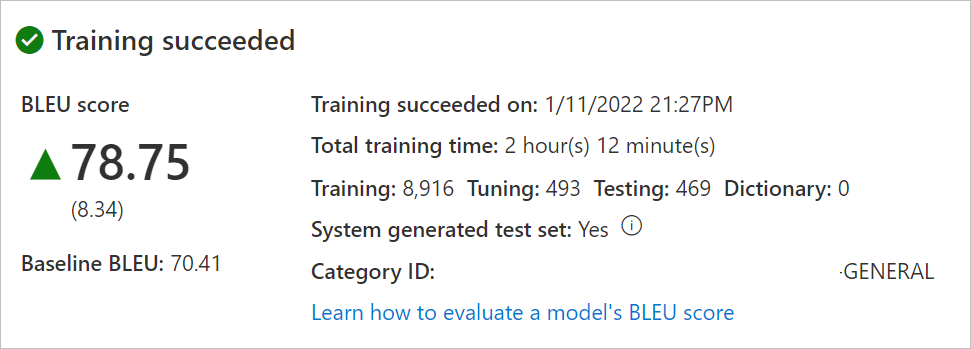 Training succeeded
BLEU score
78.75
(8.34)
Baseline BLEU: 70.41
Training succeeded on: 1/11/2022 21:27PM
Total training time: 2 hour(s) 12 minute(s)
Training: 8,916 Tuning: 493 Testing: 469 Dictionary: 0
System generated test set: Yes
Category ID: -GENERAL
Learn how to evaluate a model's BLEU score